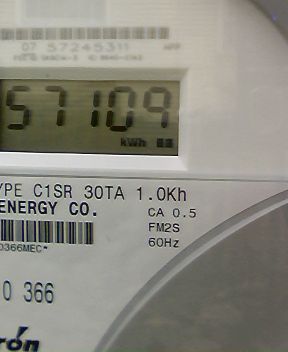 07 57245311 APP
57109
kWh
YPE C1SR 30TA 1.0Kh
ENERGY CO.
CA 0.5
FM2S
60Hz
0366MEC*
0 366
ron